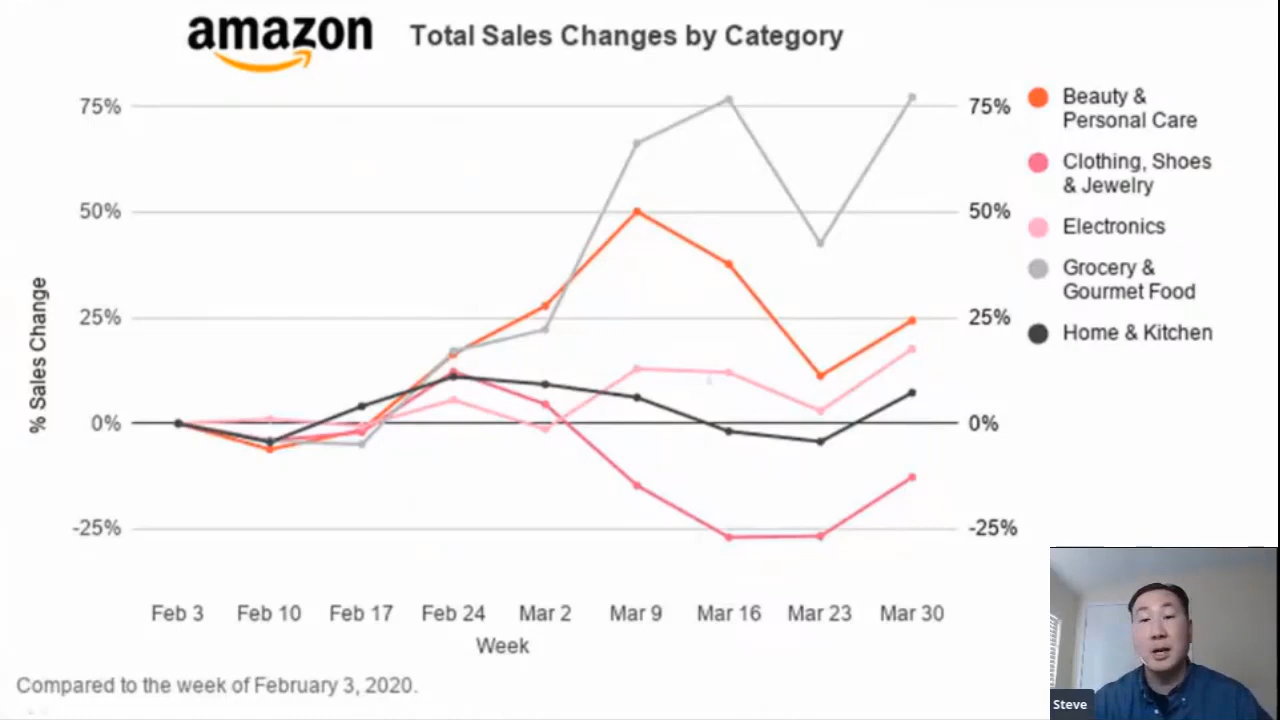 amazon
Total Sales Changes by Category
75%
50%
25%
0%
-25%
% Sales Change
75%
50%
25%
0%
-25%
Beauty &
Personal Care
Clothing, Shoes
& Jewelry
Electronics
Grocery &
Gourmet Food
Home & Kitchen
Feb 3 Feb 10 Feb 17 Feb 24 Mar 2 Mar 9 Mar 16 Mar 23 Mar 30
Week
Compared to the week of February 3, 2020.
Steve